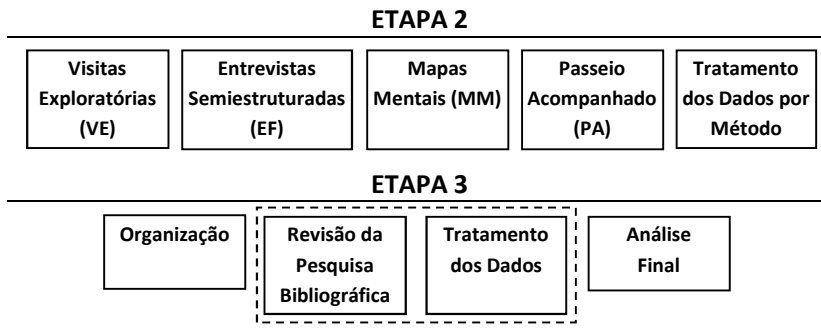 ETAPA 2
Visitas
Exploratórias
(VE)
Entrevistas
Semiestruturadas
(EF)
Mapas
Mentais (MM)
Passeio
Acompanhado
(PA)
Tratamento
dos Dados por
Método
ETAPA 3
Organização
Revisão da
Pesquisa
Bibliográfica
Tratamento
dos Dados
Análise
Final